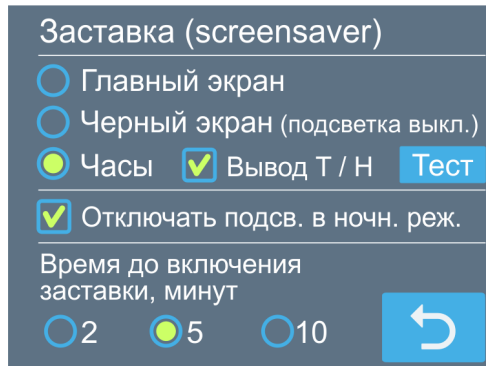 Заставка (screensaver)
Главный экран
Черный экран (подсветка выкл.)
Часы Вывод T / H Тест
Отключать подсв. в ночн. реж.
Время до включения
заставки, минут
2 5 10